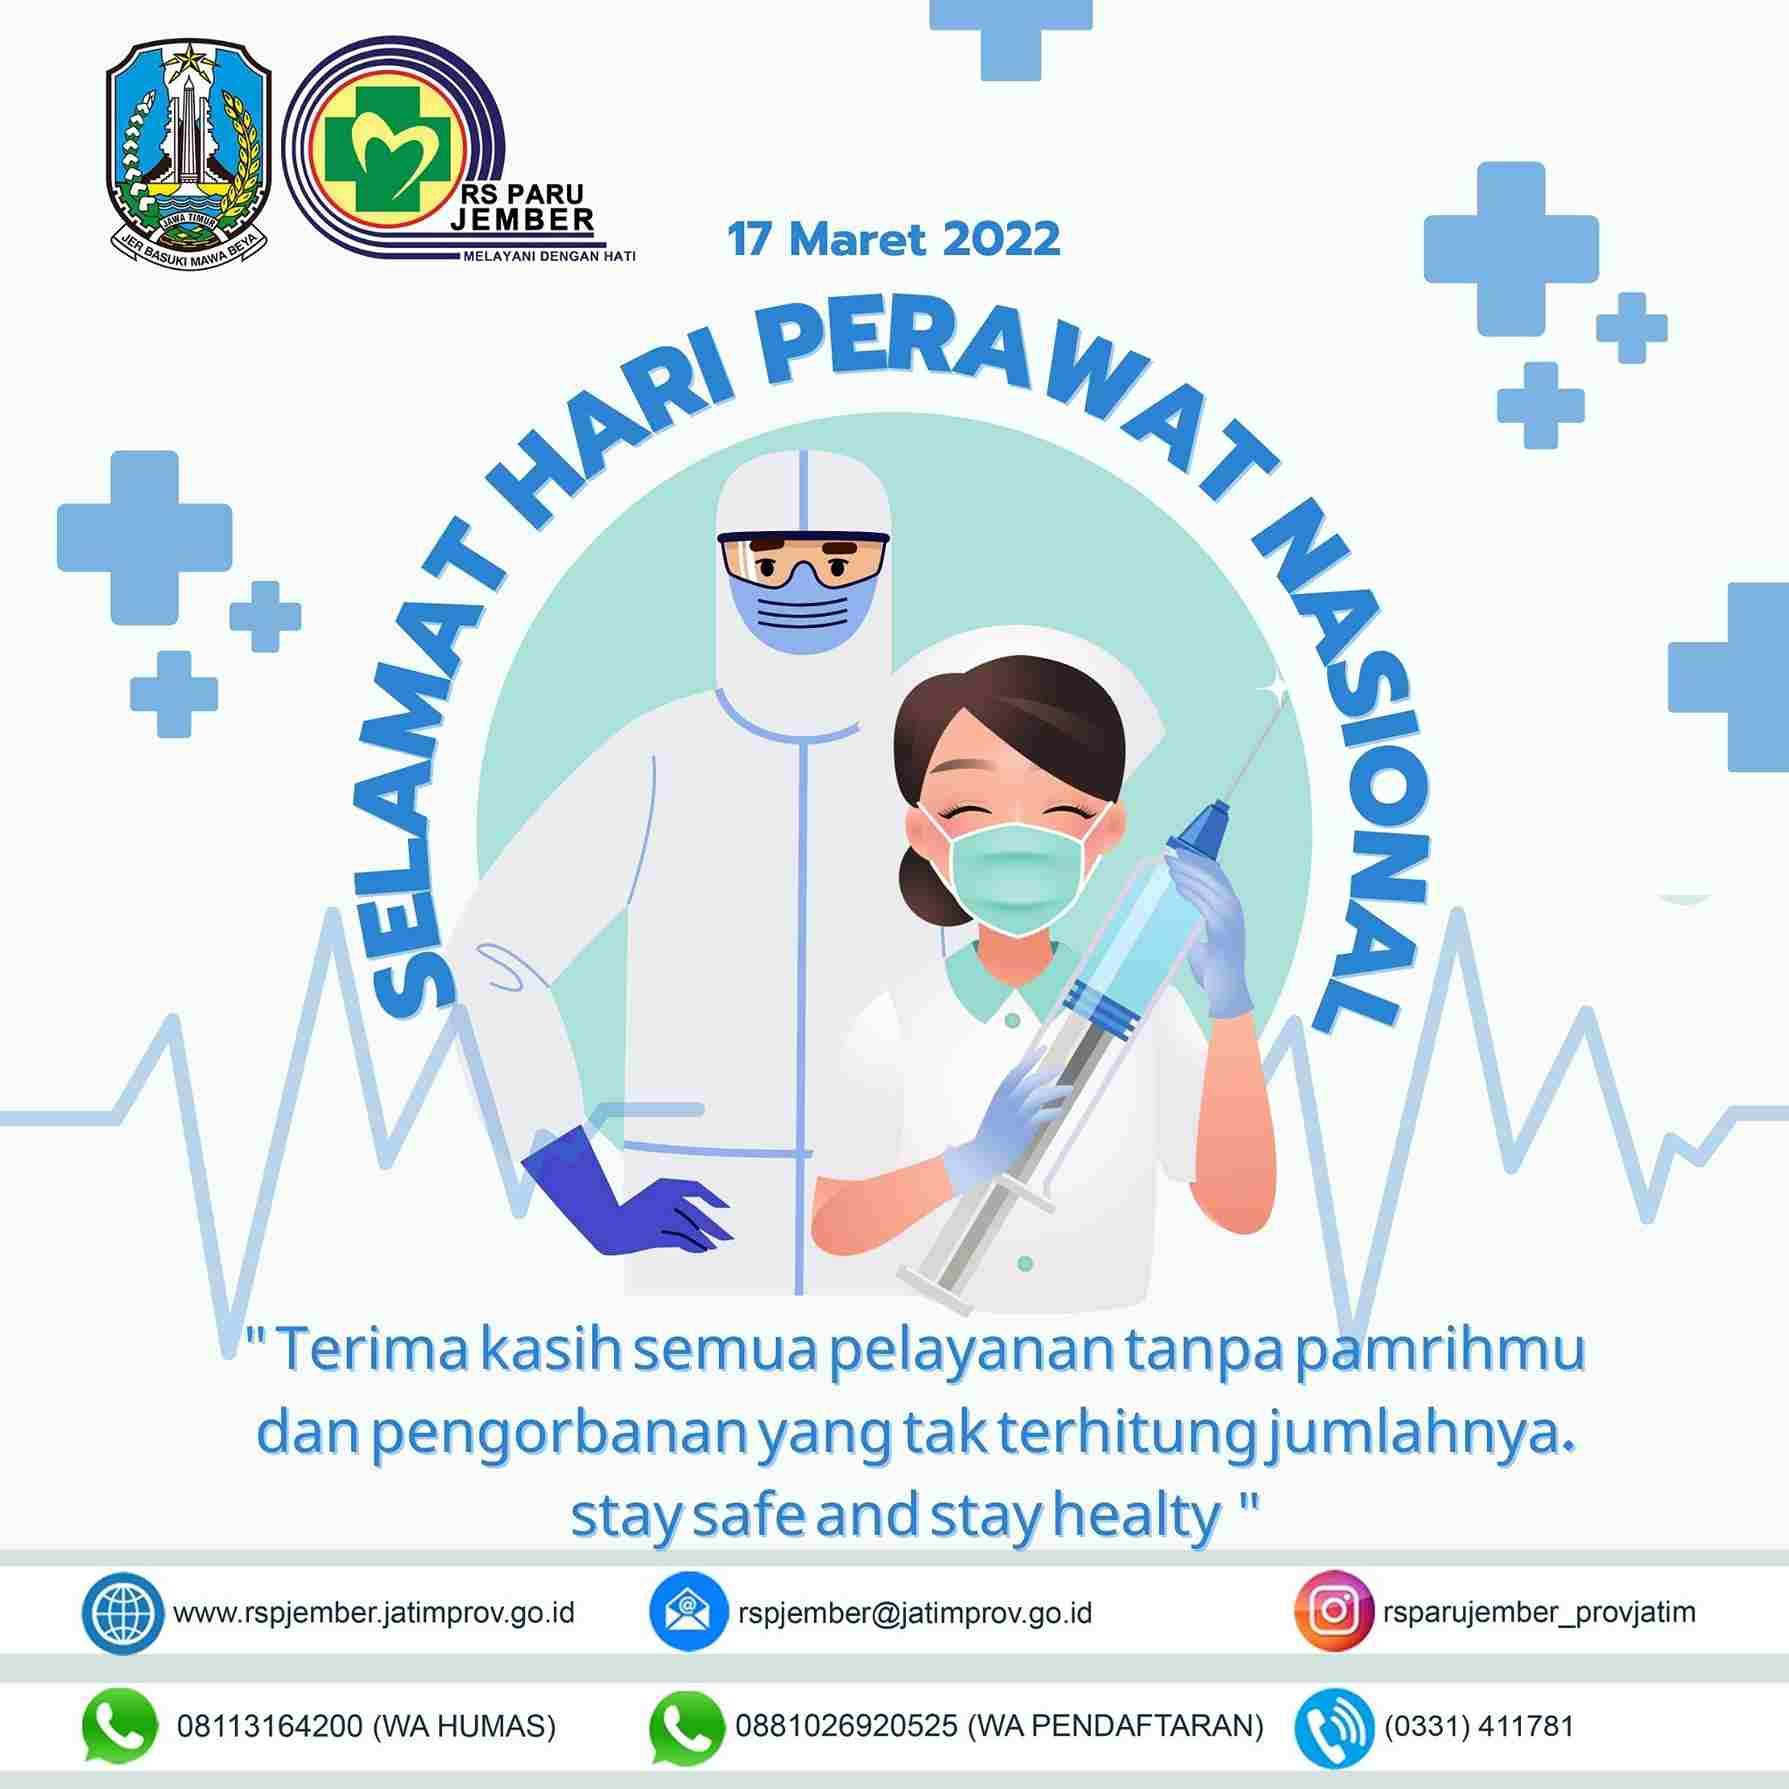 JAWA TIMUR
JER BASUKI MAWA BEYA
RS PARU
JEMBER
MELAYANI DENGAN HATI
17 Maret 2022
SELAMAT HARI PERAWAT NASIONAL
" Terima kasih semua pelayanan tanpa pamrihmu
dan pengorbanan yang tak terhitung jumlahnya.
stay safe and stay healty "
www.rspjember.jatimprov.go.id
rspjember@jatimprov.go.id
rsparujember_provjatim
08113164200 (WA HUMAS)
0881026920525 (WA PENDAFTARAN)
(0331) 411781